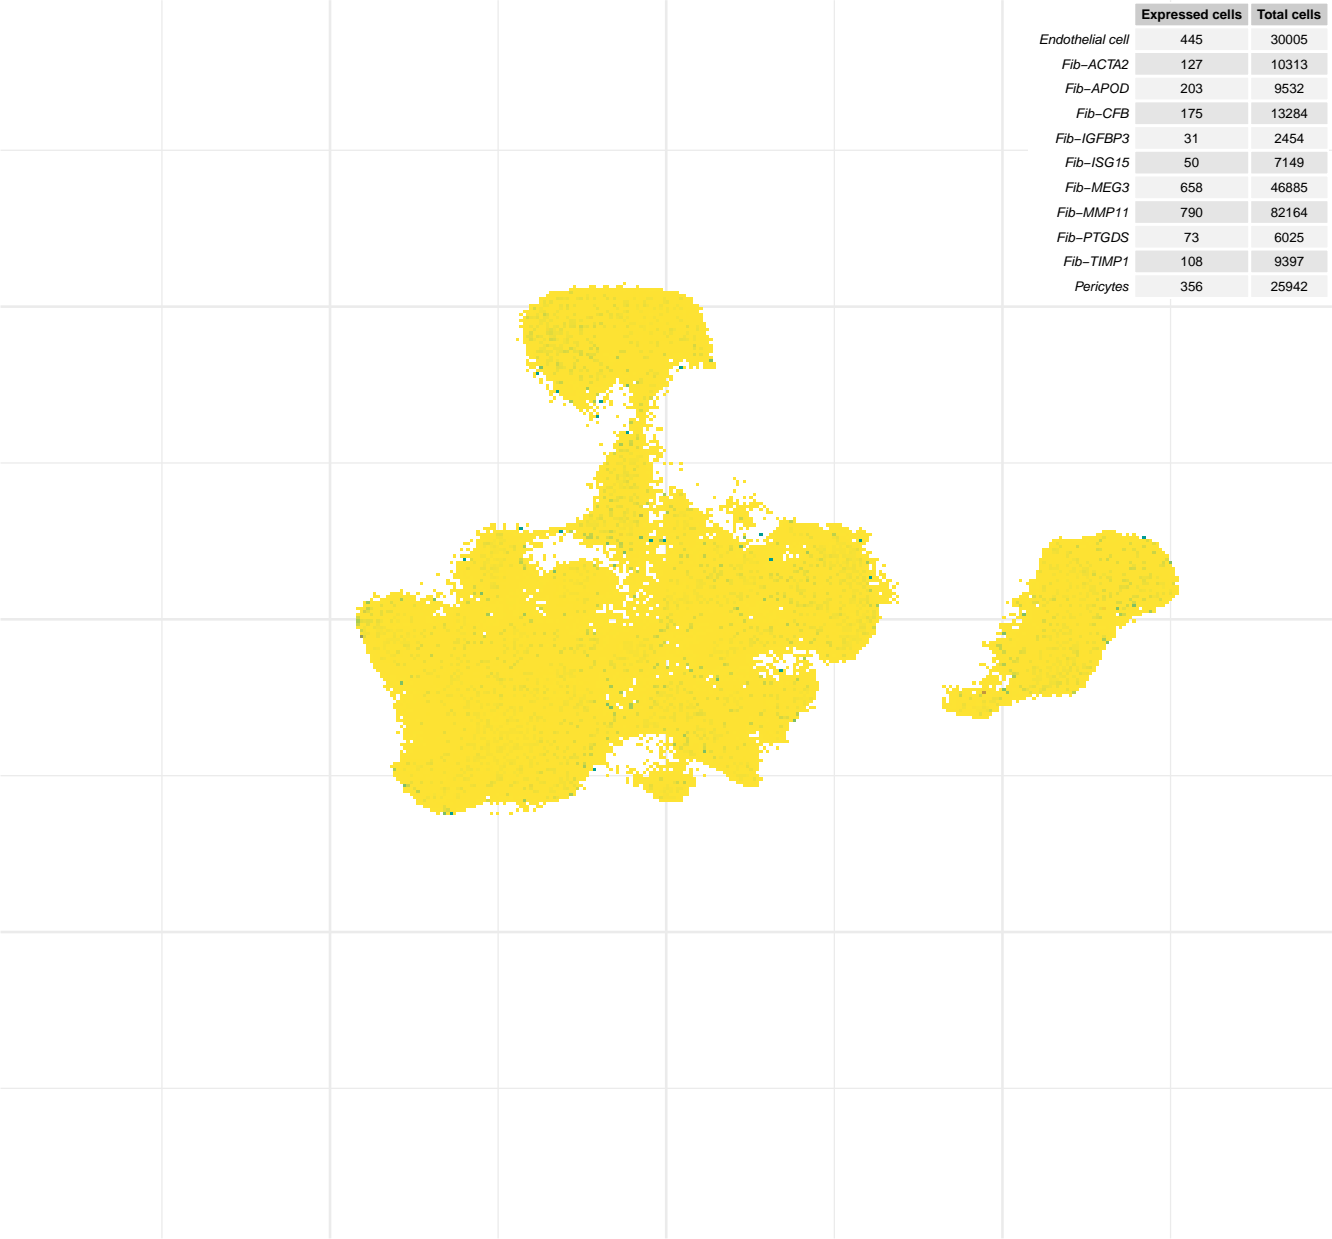 Expressed cells Total cells
Endothelial cell 445 30005
Fib−ACTA2 127 10313
Fib−APOD 203 9532
Fib−CFB 175 13284
Fib−IGFBP3 31 2454
Fib−ISG15 50 7149
Fib−MEG3 658 46885
Fib−MMP11 790 82164
Fib−PTGDS 73 6025
Fib−TIMP1 108 9397
Pericytes 356 25942